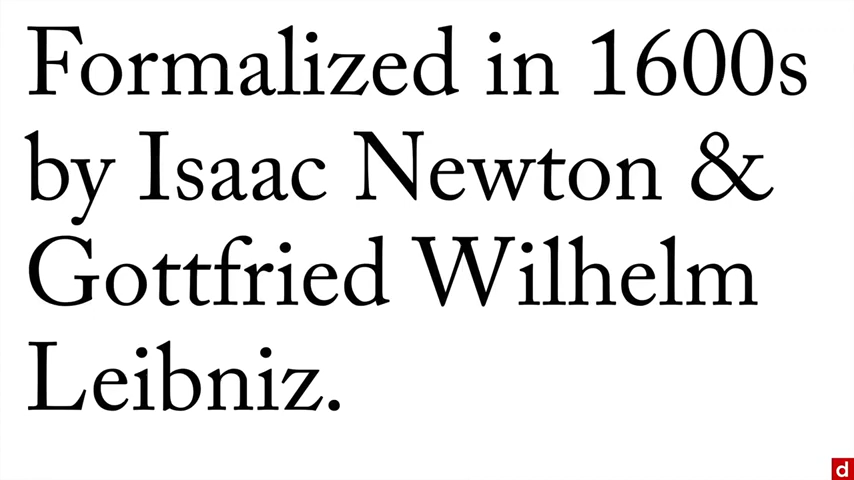 Formalized in 1600s
by Isaac Newton &
Gottfried Wilhelm
Leibniz.
d